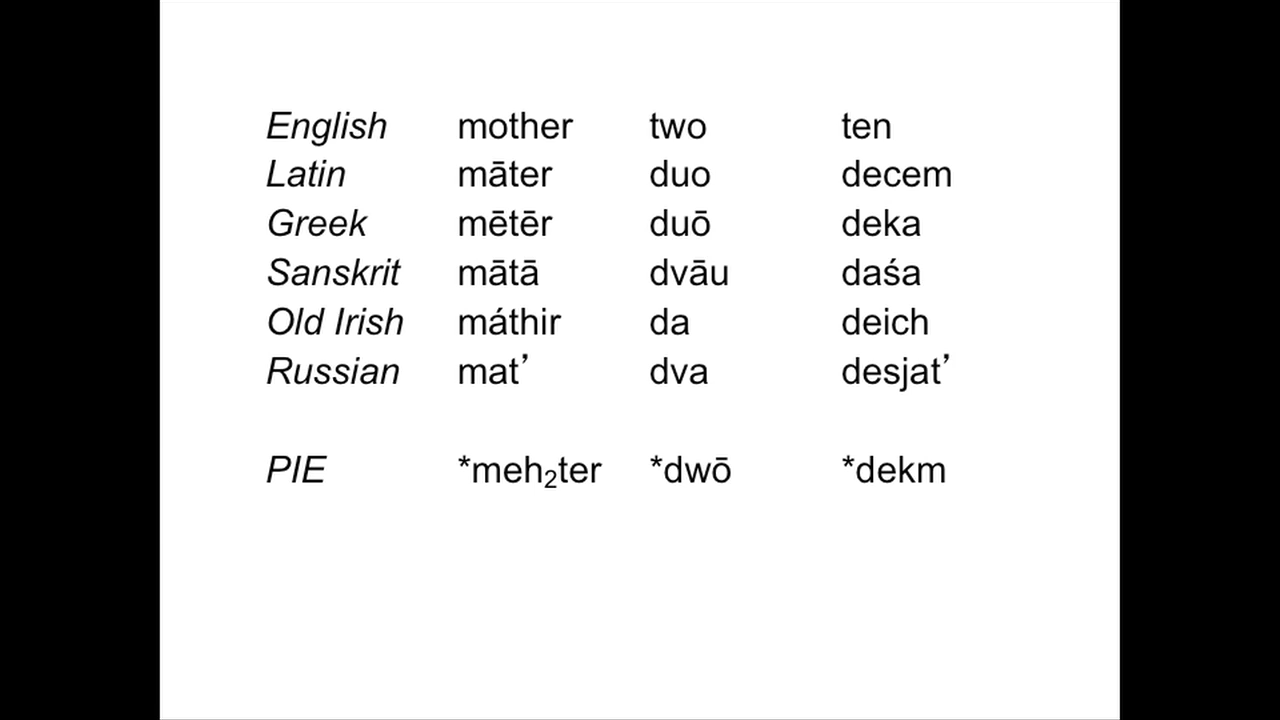 English mother two ten
Latin māter duo decem
Greek mētēr duō deka
Sanskrit mātā dvāu daśa
Old Irish máthir da deich
Russian mat’ dva desjat’
PIE *meh₂ter *dwō *dekm